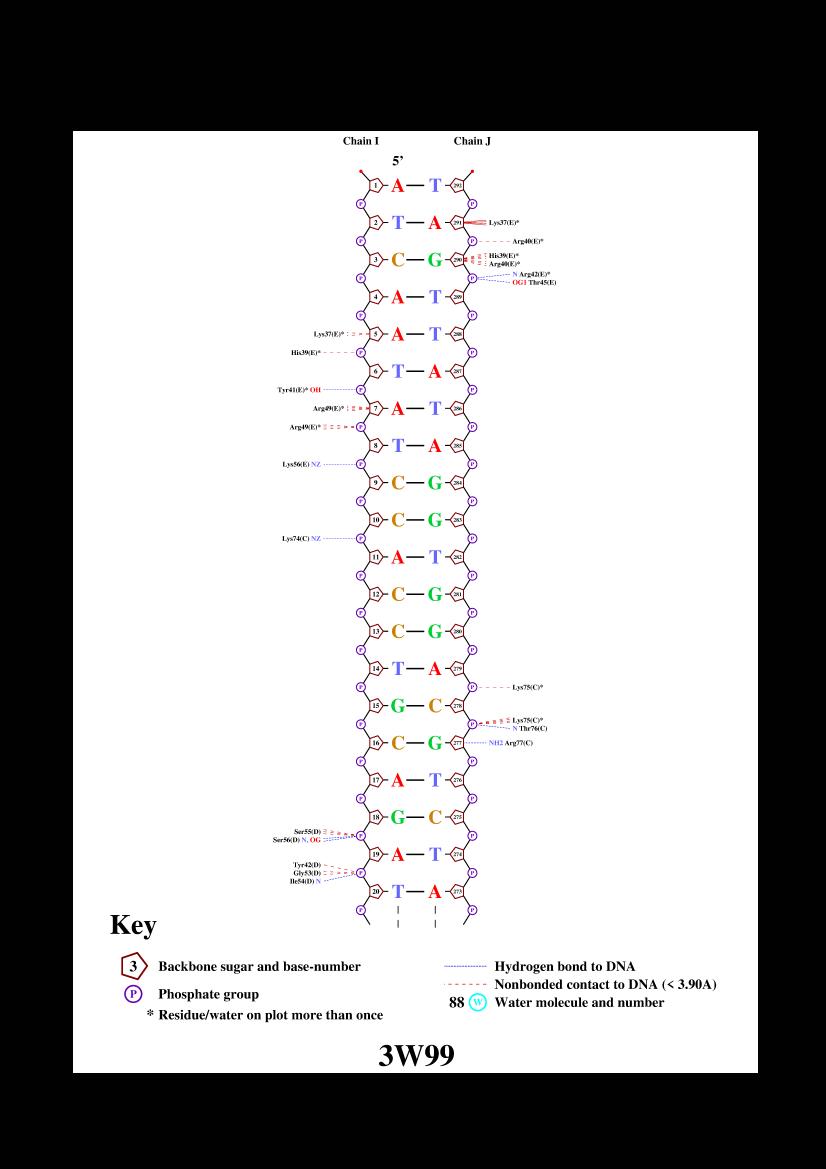 Chain I Chain J
5’
1 A T 292
P P
2 T A 291 Lys37(E)*
P P Arg40(E)*
3 C G 290 His39(E)*
Arg40(E)*
P P N Arg42(E)*
OG1 Thr45(E)
4 A T 289
P P
Lys37(E)* 5 A T 288
His39(E)* P P
6 T A 287
Tyr41(E)* OH P P
Arg49(E)* 7 A T 286
Arg49(E)* P P
8 T A 285
Lys56(E) NZ P P
9 C G 284
P P
10 C G 283
Lys74(C) NZ P P
11 A T 282
P P
12 C G 281
P P
13 C G 280
P P
14 T A 279
P P Lys75(C)*
15 G C 278
P P Lys75(C)*
N Thr76(C)
16 C G 277 NH2 Arg77(C)
P P
17 A T 276
P P
18 G C 275
Ser55(D) P P
Ser56(D) N, OG
19 A T 274
Tyr42(D)
Gly53(D) P P
Ile54(D) N
20 T A 273
P P
Key
3 Backbone sugar and base-number
P Phosphate group
* Residue/water on plot more than once
Hydrogen bond to DNA
Nonbonded contact to DNA (< 3.90A)
88 W Water molecule and number
3W99